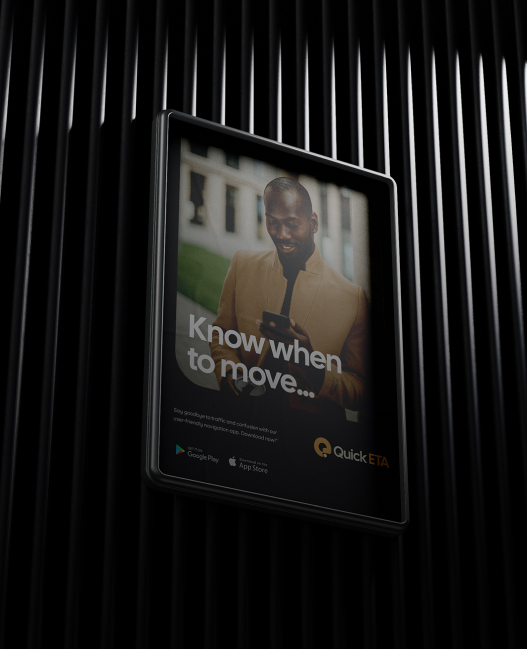 Know when
to move...
Say goodbye to traffic and confusion with our
user-friendly navigation app. Download now!
GET IT ON
Google Play
Download on the
App Store
Quick ETA